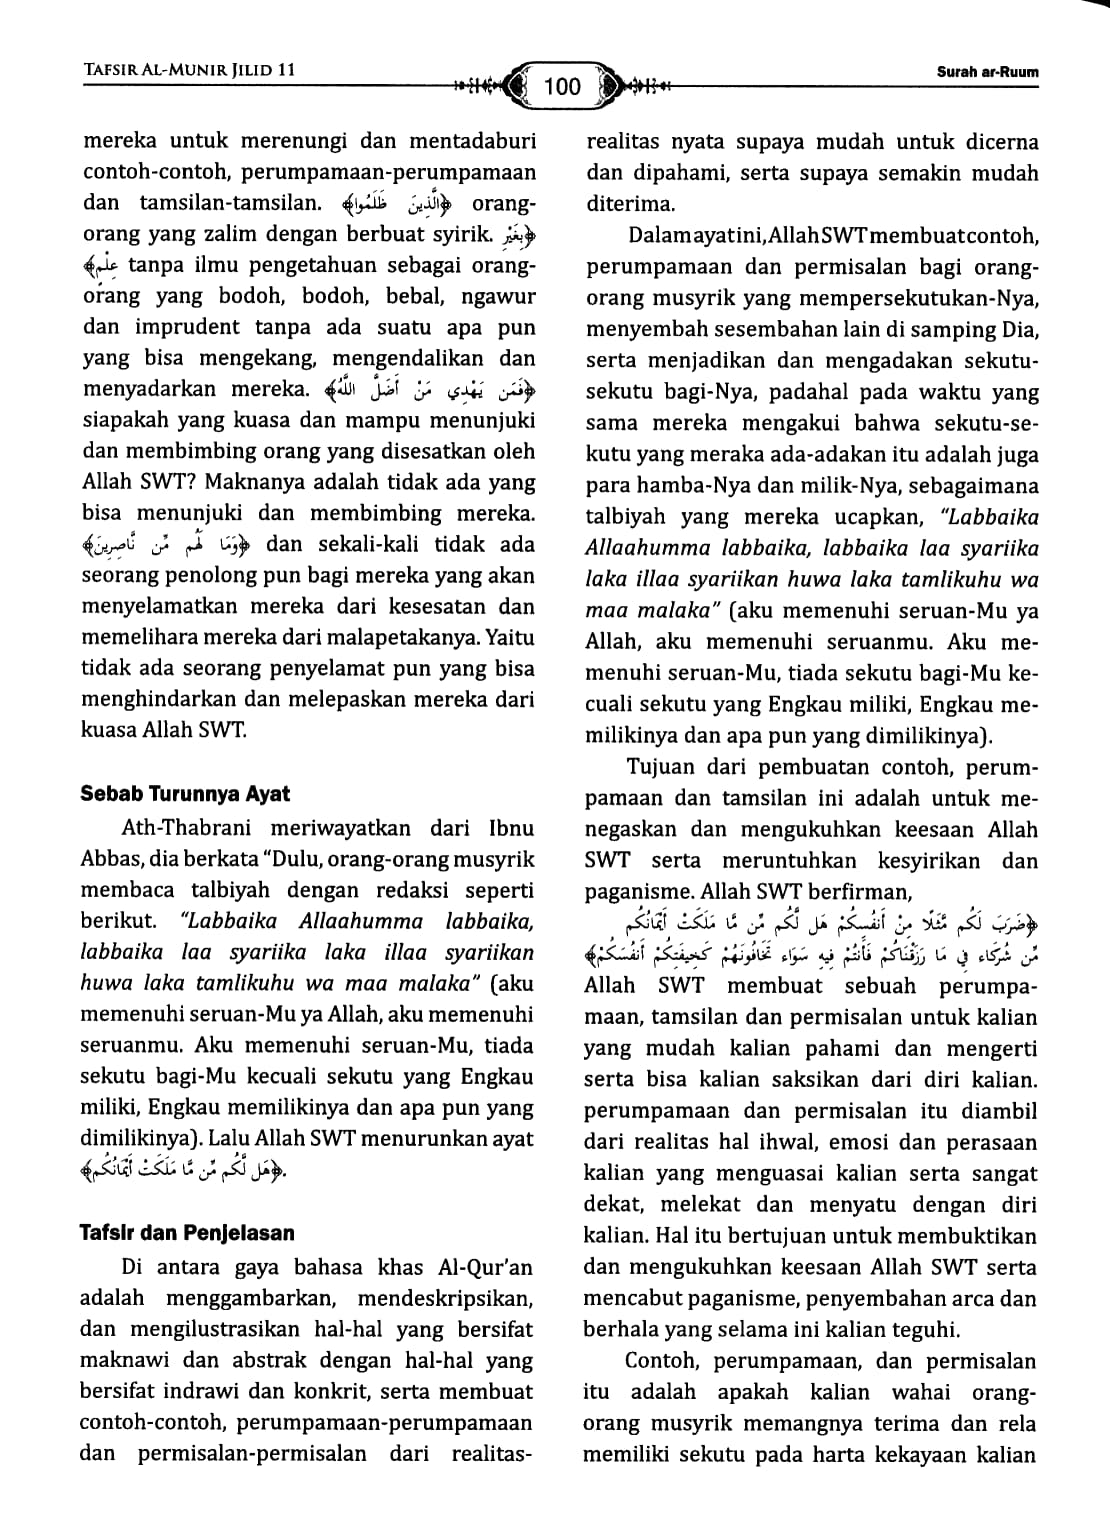 TAFSIR AL-MUNIR JILID 11
100
Surah ar-Ruum
mereka untuk merenungi dan mentadaburi
contoh-contoh, perumpamaan-perumpamaan
dan tamsilan-tamsilan. ﴿الَّذِينَ ظَلَمُوا﴾ orang-
orang yang zalim dengan berbuat syirik. ﴿بِغَيْرِ
عِلْمٍ﴾ tanpa ilmu pengetahuan sebagai orang-
orang yang bodoh, bodoh, bebal, ngawur
dan imprudent tanpa ada suatu apa pun
yang bisa mengekang, mengendalikan dan
menyadarkan mereka. ﴿فَمَن يَهْدِي مَنْ أَضَلَّ اللَّهُ﴾
siapakah yang kuasa dan mampu menunjuki
dan membimbing orang yang disesatkan oleh
Allah SWT? Maknanya adalah tidak ada yang
bisa menunjuki dan membimbing mereka.
﴿وَمَا لَهُم مِّن نَّاصِرِينَ﴾ dan sekali-kali tidak ada
seorang penolong pun bagi mereka yang akan
menyelamatkan mereka dari kesesatan dan
memelihara mereka dari malapetakanya. Yaitu
tidak ada seorang penyelamat pun yang bisa
menghindarkan dan melepaskan mereka dari
kuasa Allah SWT.
Sebab Turunnya Ayat
Ath-Thabrani meriwayatkan dari Ibnu
Abbas, dia berkata “Dulu, orang-orang musyrik
membaca talbiyah dengan redaksi seperti
berikut. “Labbaika Allaahumma labbaika,
labbaika laa syariika laka illaa syariikan
huwa laka tamlikuhu wa maa malaka” (aku
memenuhi seruan-Mu ya Allah, aku memenuhi
seruanmu. Aku memenuhi seruan-Mu, tiada
sekutu bagi-Mu kecuali sekutu yang Engkau
miliki, Engkau memilikinya dan apa pun yang
dimilikinya). Lalu Allah SWT menurunkan ayat
﴿هَل لَّكُم مِّن مَّا مَلَكَتْ أَيْمَانُكُم﴾.
Tafsir dan Penjelasan
Di antara gaya bahasa khas Al-Qur’an
adalah menggambarkan, mendeskripsikan,
dan mengilustrasikan hal-hal yang bersifat
maknawi dan abstrak dengan hal-hal yang
bersifat indrawi dan konkrit, serta membuat
contoh-contoh, perumpamaan-perumpamaan
dan permisalan-permisalan dari realitas-
realitas nyata supaya mudah untuk dicerna
dan dipahami, serta supaya semakin mudah
diterima.
Dalam ayat ini, Allah SWT membuat contoh,
perumpamaan dan permisalan bagi orang-
orang musyrik yang mempersekutukan-Nya,
menyembah sesembahan lain di samping Dia,
serta menjadikan dan mengadakan sekutu-
sekutu bagi-Nya, padahal pada waktu yang
sama mereka mengakui bahwa sekutu-se-
kutu yang meraka ada-adakan itu adalah juga
para hamba-Nya dan milik-Nya, sebagaimana
talbiyah yang mereka ucapkan, “Labbaika
Allaahumma labbaika, labbaika laa syariika
laka illaa syariikan huwa laka tamlikuhu wa
maa malaka” (aku memenuhi seruan-Mu ya
Allah, aku memenuhi seruanmu. Aku me-
menuhi seruan-Mu, tiada sekutu bagi-Mu ke-
cuali sekutu yang Engkau miliki, Engkau me-
milikinya dan apa pun yang dimilikinya).
Tujuan dari pembuatan contoh, perum-
pamaan dan tamsilan ini adalah untuk me-
negaskan dan mengukuhkan keesaan Allah
SWT serta meruntuhkan kesyirikan dan
paganisme. Allah SWT berfirman,
﴿ضَرَبَ لَكُم مَّثَلًا مِنْ أَنفُسِكُمْ هَل لَّكُم مِّن مَّا مَلَكَتْ أَيْمَانُكُم
مِّن شُرَكَاء فِي مَا رَزَقْنَاكُمْ فَأَنتُمْ فِيهِ سَوَاء تَخَافُونَهُمْ كَخِيفَتِكُمْ أَنفُسَكُمْ﴾
Allah SWT membuat sebuah perumpa-
maan, tamsilan dan permisalan untuk kalian
yang mudah kalian pahami dan mengerti
serta bisa kalian saksikan dari diri kalian.
perumpamaan dan permisalan itu diambil
dari realitas hal ihwal, emosi dan perasaan
kalian yang menguasai kalian serta sangat
dekat, melekat dan menyatu dengan diri
kalian. Hal itu bertujuan untuk membuktikan
dan mengukuhkan keesaan Allah SWT serta
mencabut paganisme, penyembahan arca dan
berhala yang selama ini kalian teguhi.
Contoh, perumpamaan, dan permisalan
itu adalah apakah kalian wahai orang-
orang musyrik memangnya terima dan rela
memiliki sekutu pada harta kekayaan kalian